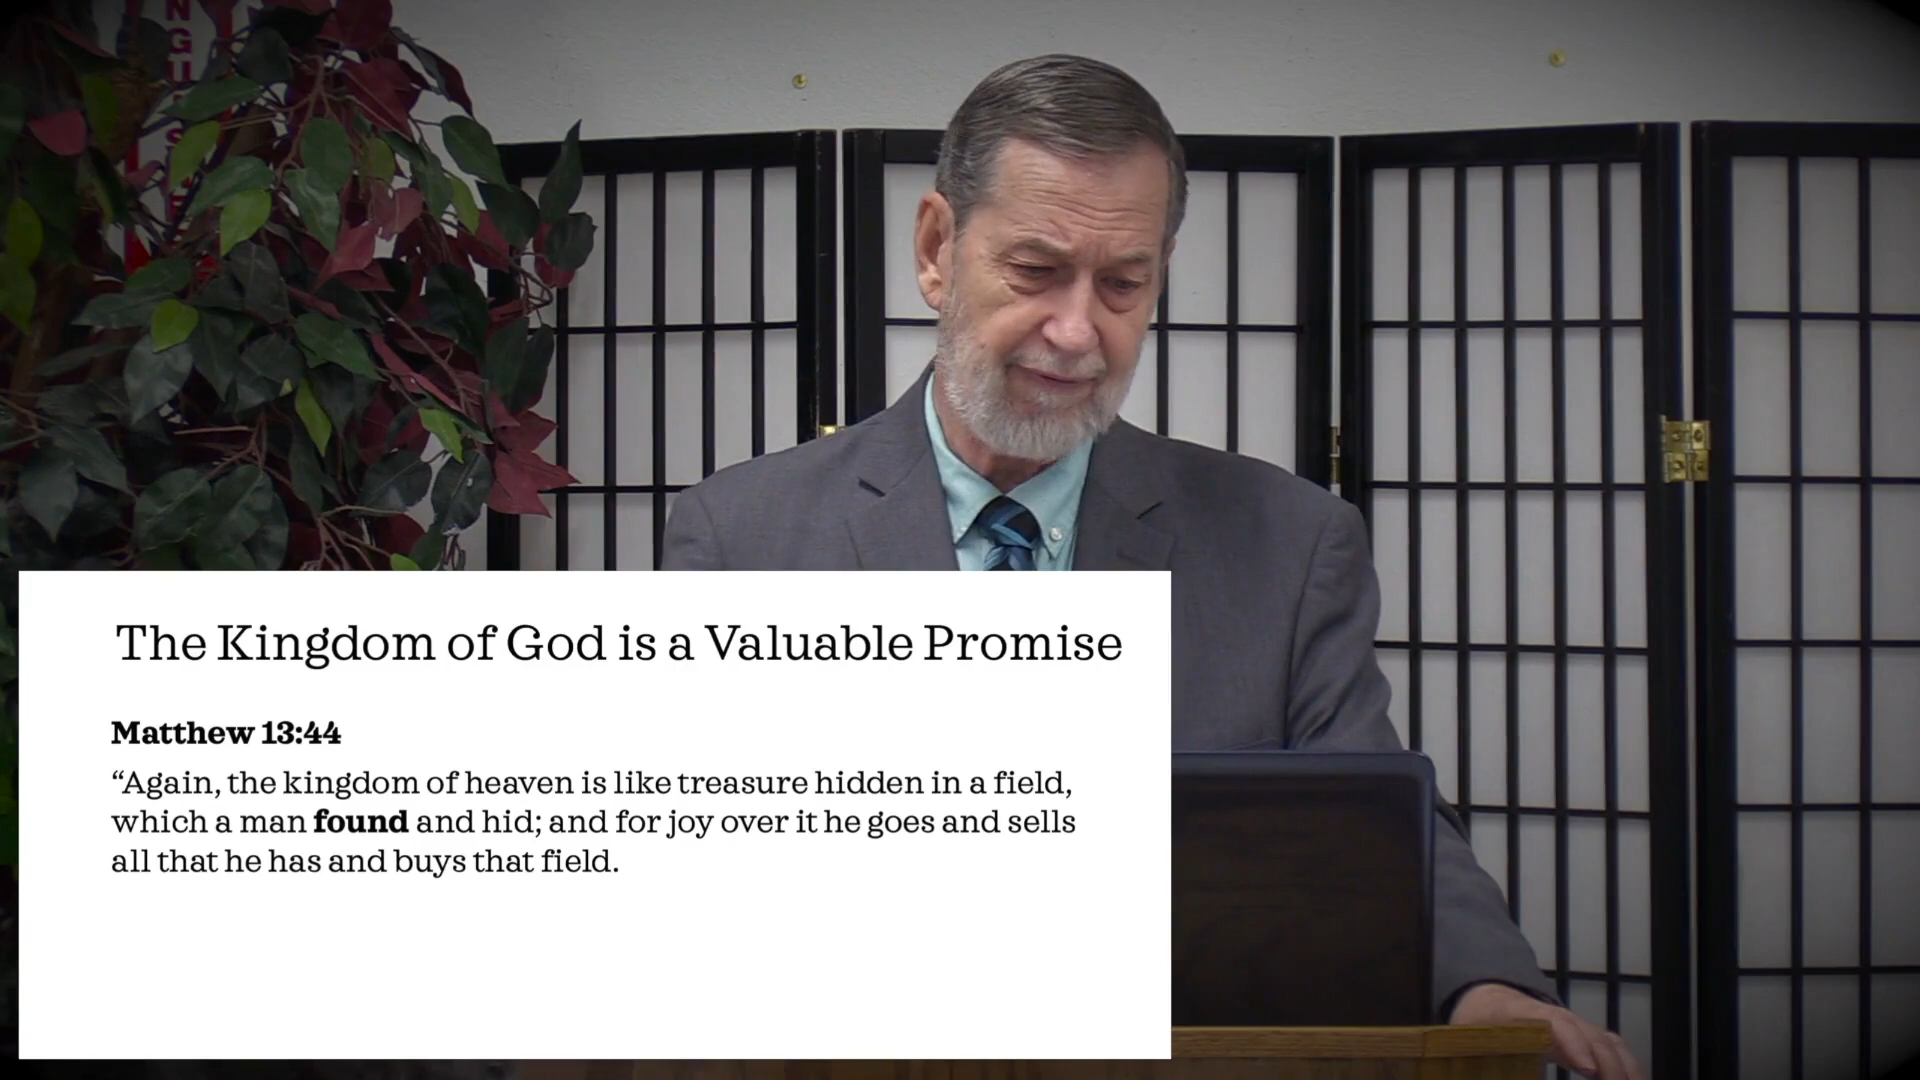 The Kingdom of God is a Valuable Promise
Matthew 13:44
“Again, the kingdom of heaven is like treasure hidden in a field,
which a man found and hid; and for joy over it he goes and sells
all that he has and buys that field.